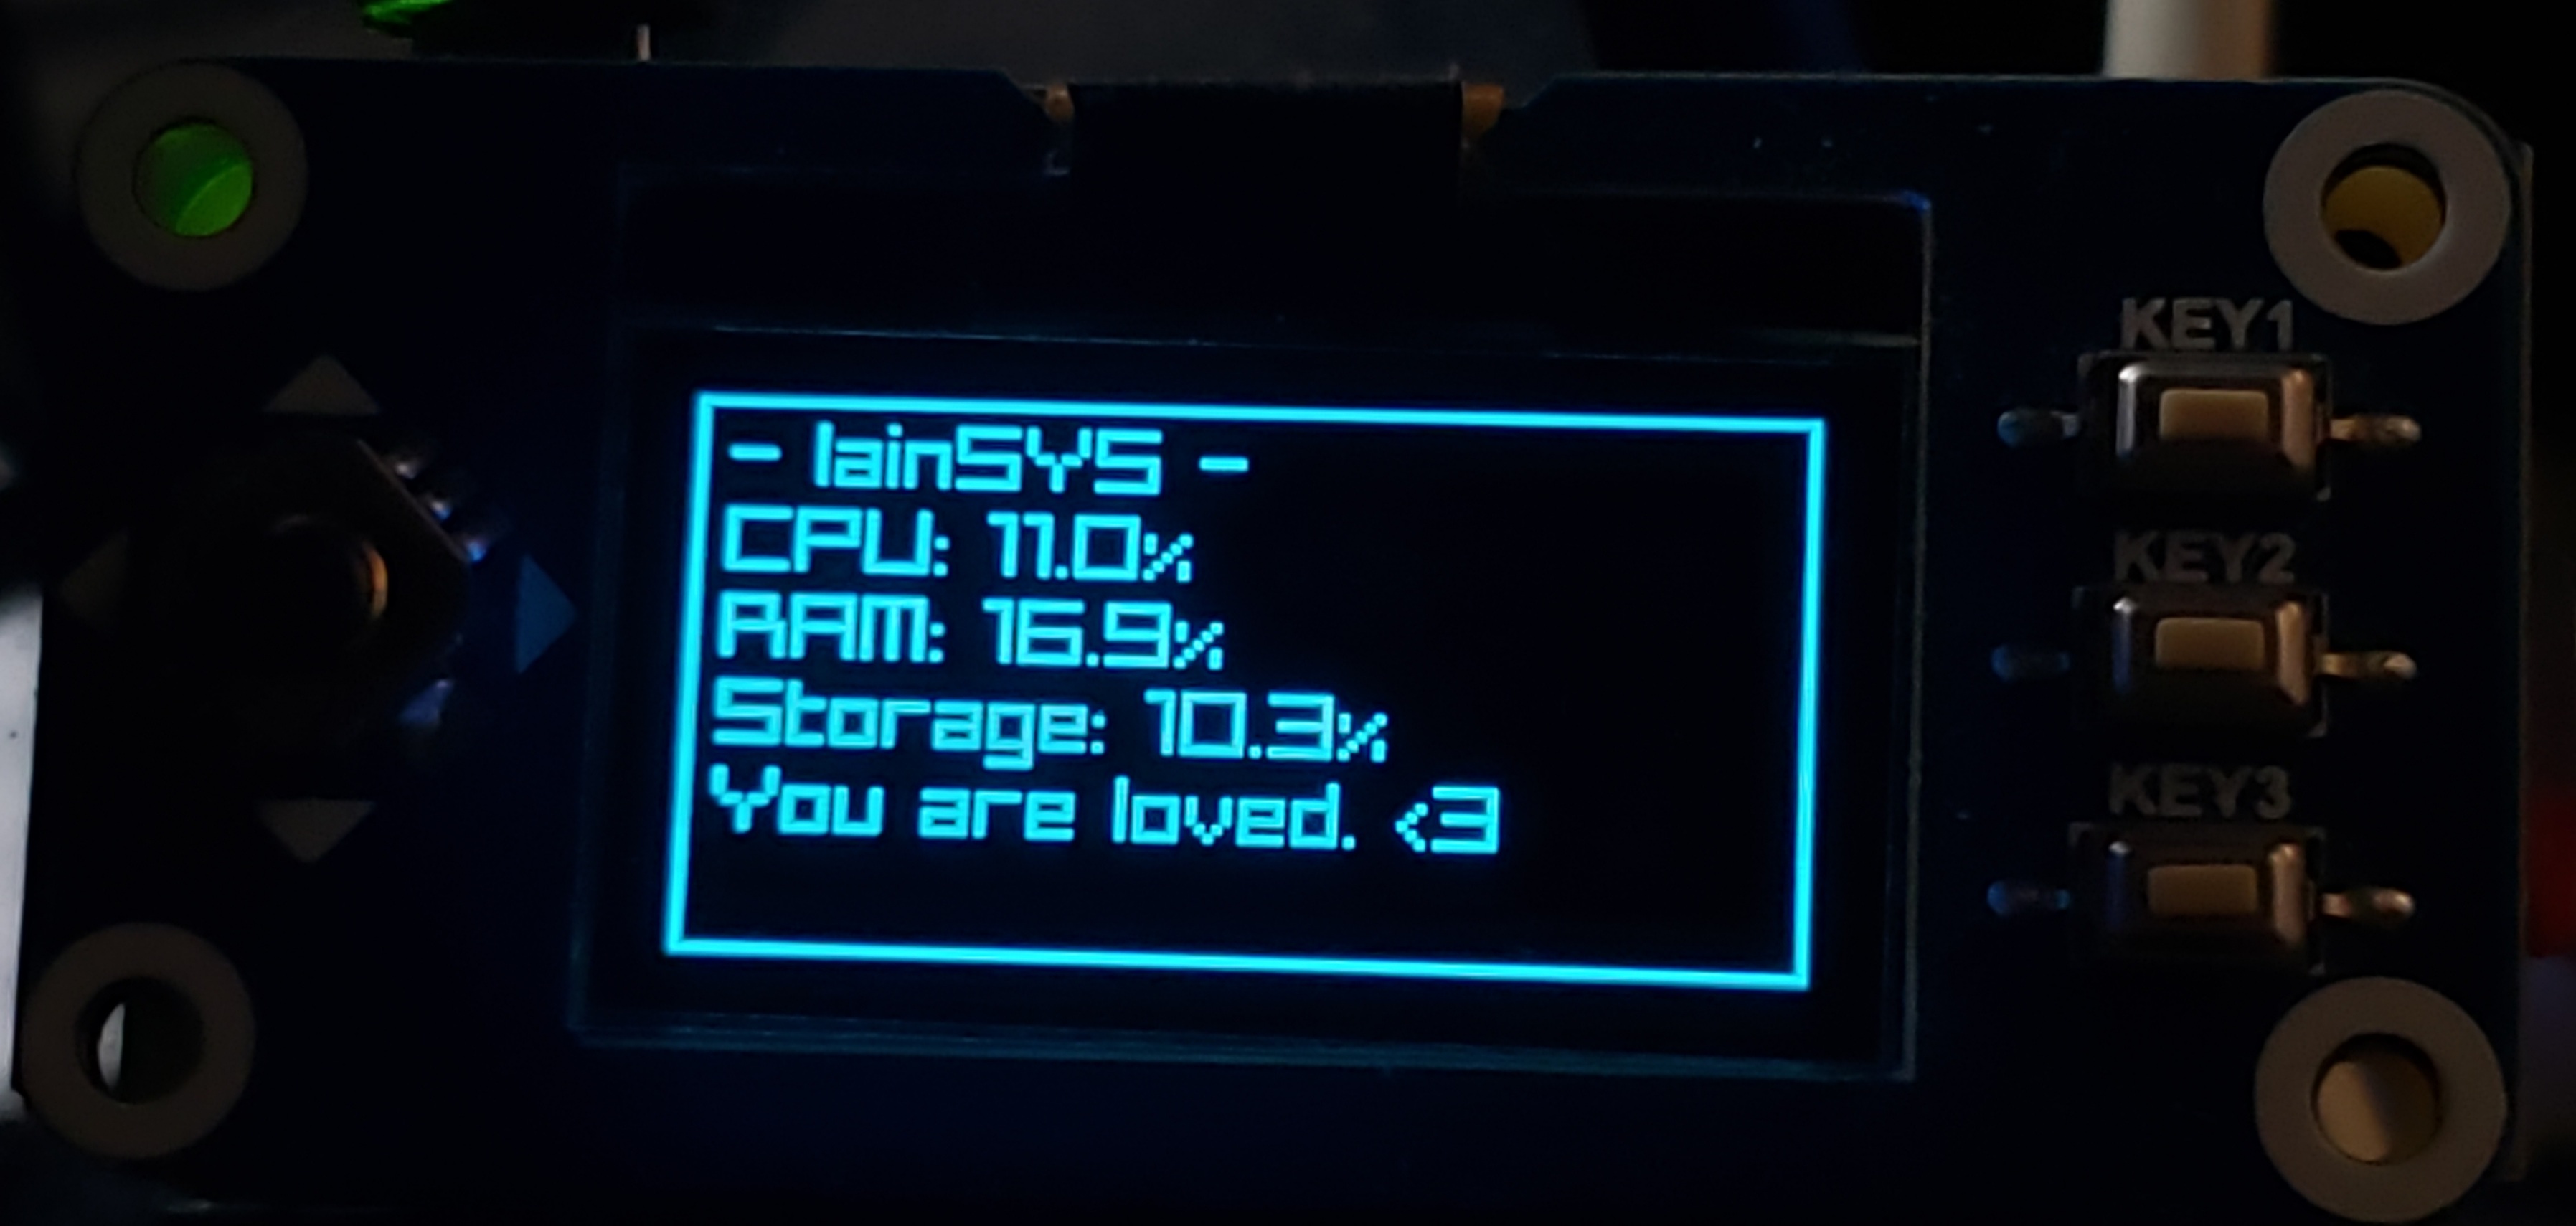 - lainSYS -
CPU: 11.0%
RAM: 16.9%
Storage: 10.3%
You are loved. <3
KEY1
KEY2
KEY3